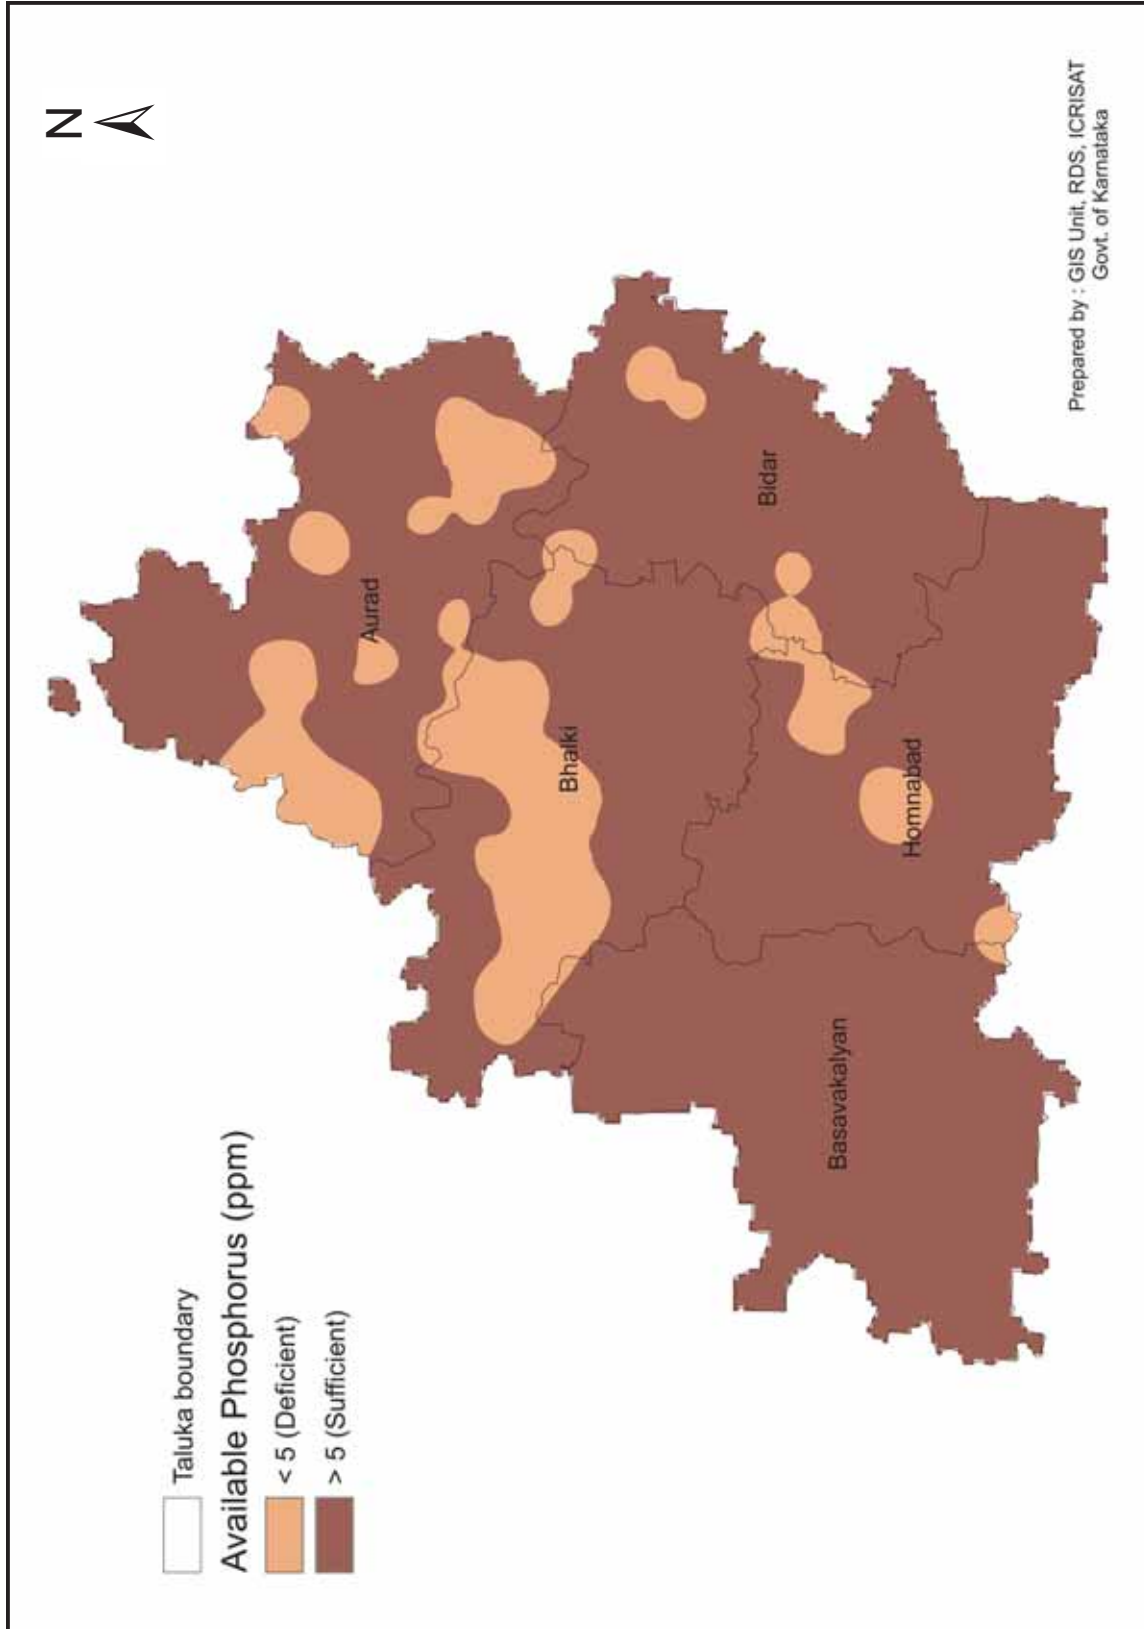 N
Taluka boundary
Available Phosphorus (ppm)
< 5 (Deficient)
> 5 (Sufficient)
Aurad
Bhalki
Bidar
Basavakalyan
Homnabad
Prepared by : GIS Unit, RDS, ICRISAT
Govt. of Karnataka